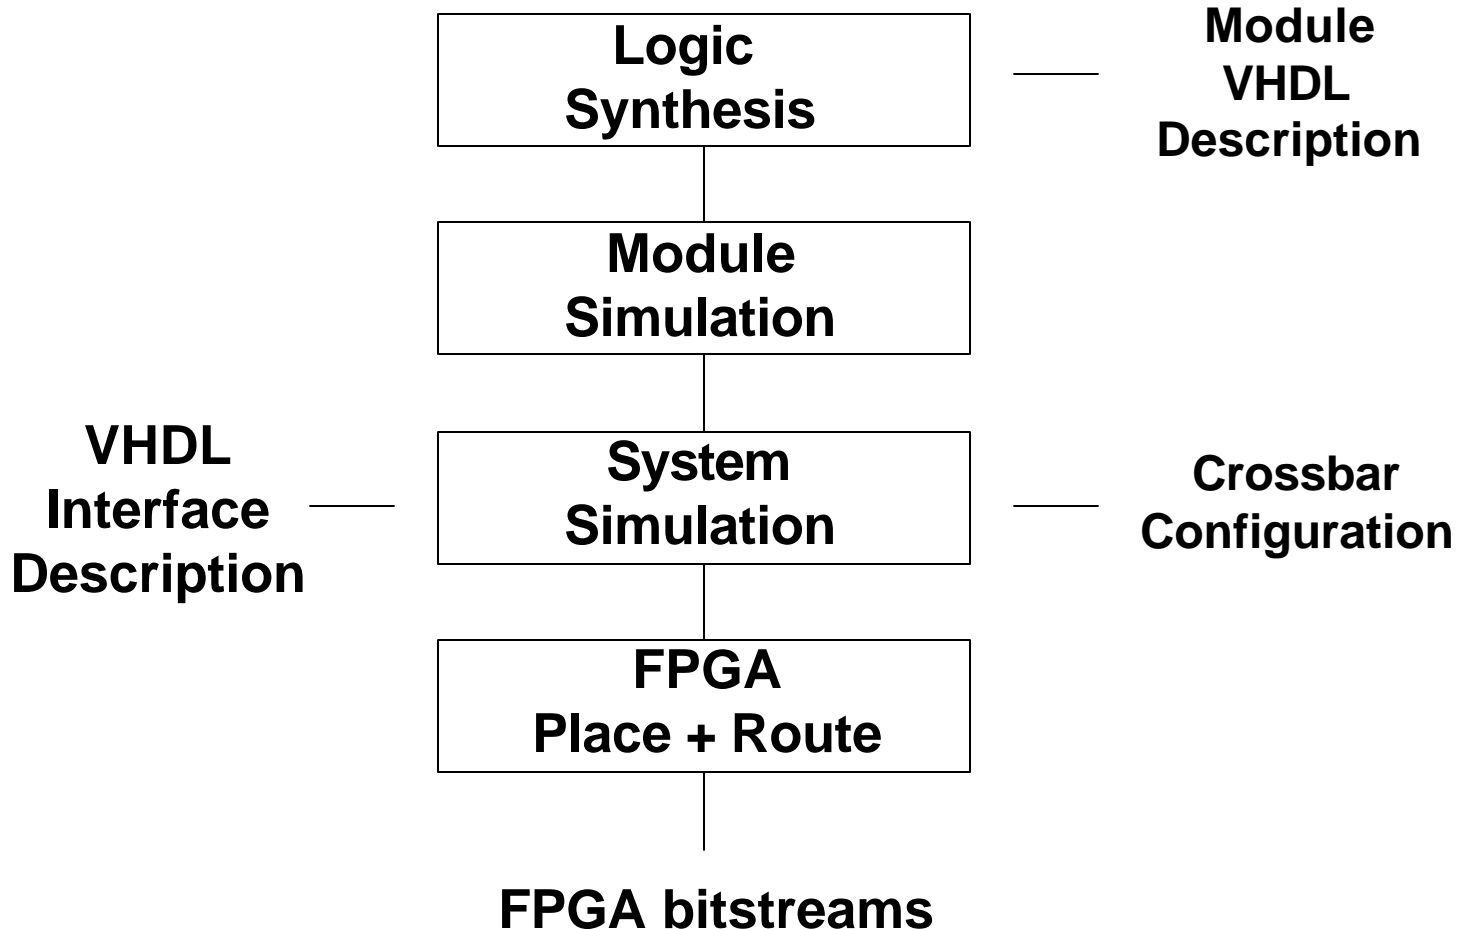 Logic
Synthesis
Module
VHDL
Description
Module
Simulation
VHDL
Interface
Description
System
Simulation
Crossbar
Configuration
FPGA
Place + Route
FPGA bitstreams